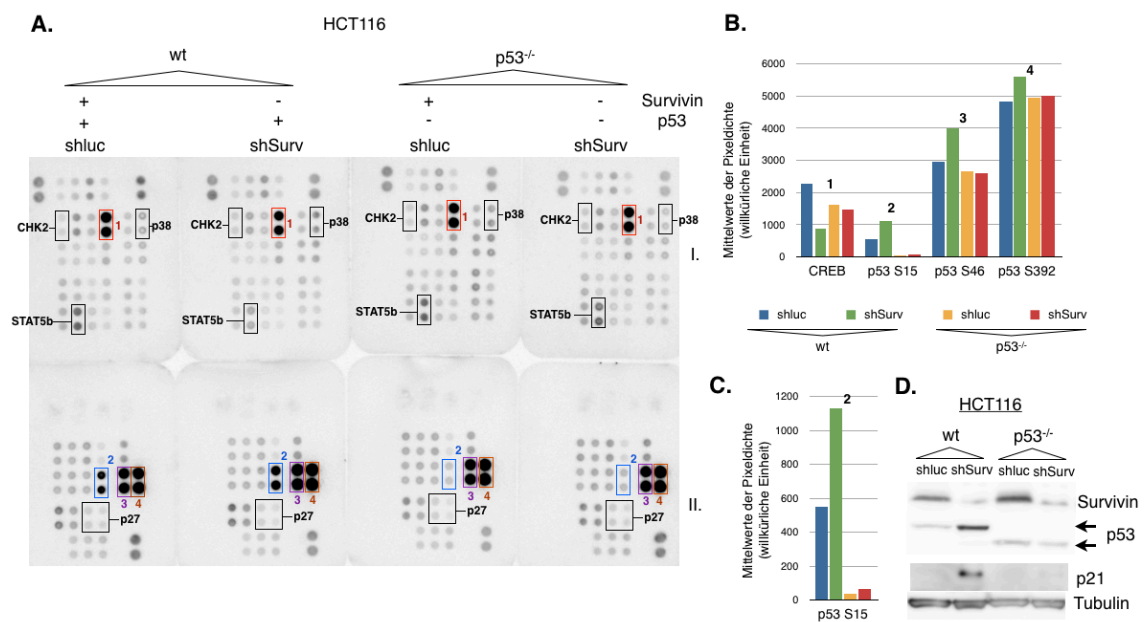 A.
HCT116
wt
p53-/-
+ - + - Survivin
+ + - - p53
shluc shSurv shluc shSurv
CHK2 1 p38 CHK2 1 p38 CHK2 1 p38 CHK2 1 p38
I.
STAT5b STAT5b STAT5b STAT5b
2 2 2 2
3 4 3 4 3 4 3 4
p27 p27 p27 p27
II.
B.
Mittelwerte der Pixeldichte
(willkürliche Einheit)
6000
5000
4000
3000
2000
1000
0
1 2 3 4
CREB p53 S15 p53 S46 p53 S392
shluc shSurv shluc shSurv
wt p53-/-
C.
Mittelwerte der Pixeldichte
(willkürliche Einheit)
1200
1000
800
600
400
200
0
2
p53 S15
D.
HCT116
wt p53-/-
shluc shSurv shluc shSurv
Survivin
p53
p21
Tubulin